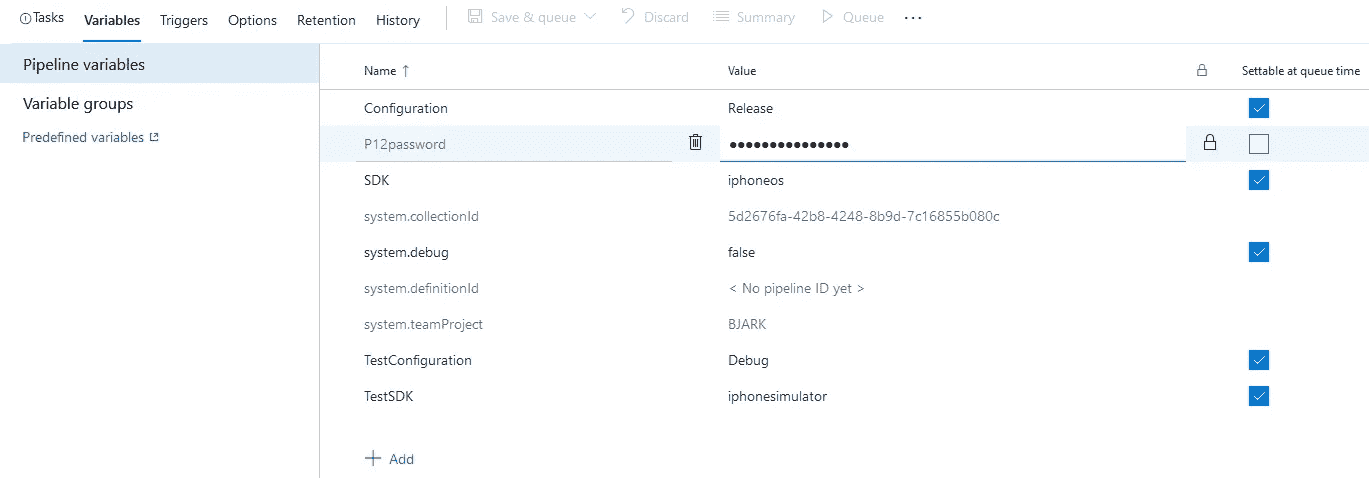 Tasks Variables Triggers Options Retention History Save & queue Discard Summary Queue ...
Pipeline variables
Variable groups
Predefined variables
Name ↑ Value Settable at queue time
Configuration Release
P12password ●●●●●●●●●●●●●●●
SDK iphoneos
system.collectionId 5d2676fa-42b8-4248-8b9d-7c16855b080c
system.debug false
system.definitionId < No pipeline ID yet >
system.teamProject BJARK
TestConfiguration Debug
TestSDK iphonesimulator
+ Add